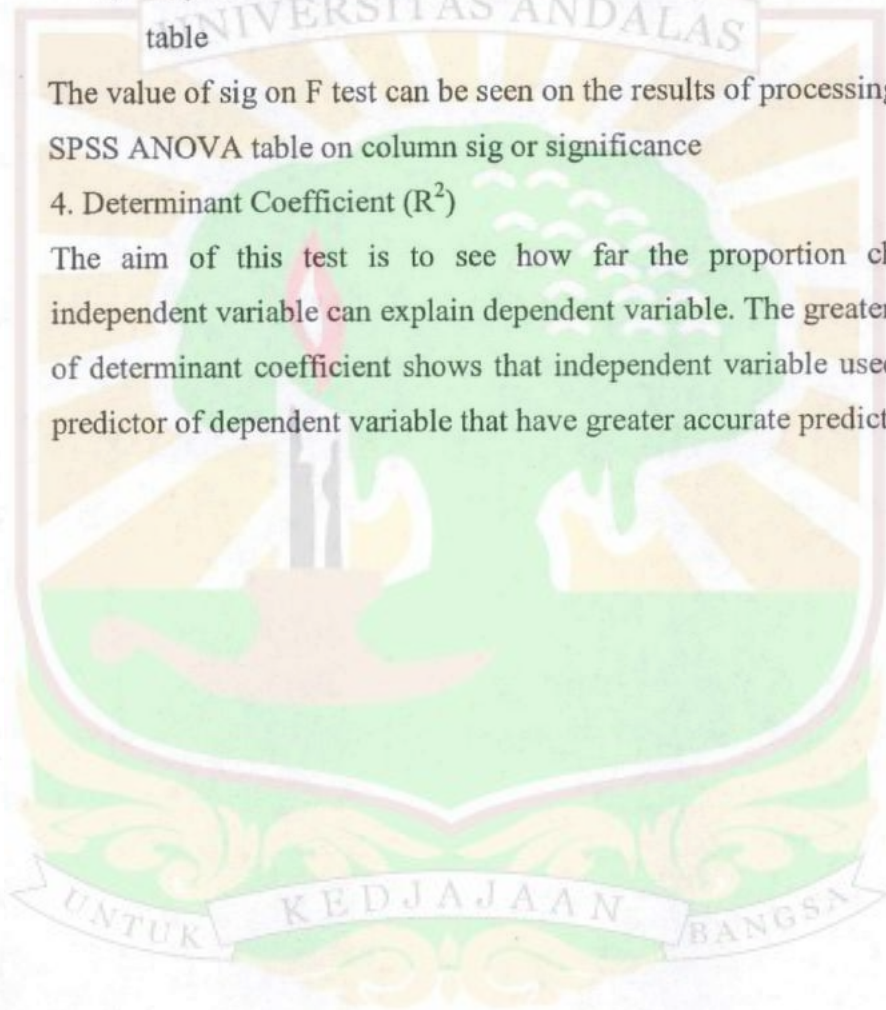 UNIVERSITAS ANDALAS
table
The value of sig on F test can be seen on the results of processing
SPSS ANOVA table on column sig or significance
4. Determinant Coefficient (R²)
The aim of this test is to see how far the proportion
independent variable can explain dependent variable. The greater
of determinant coefficient shows that independent variable used
predictor of dependent variable that have greater accurate
UNTUK KEDJAJAAN BANGSA